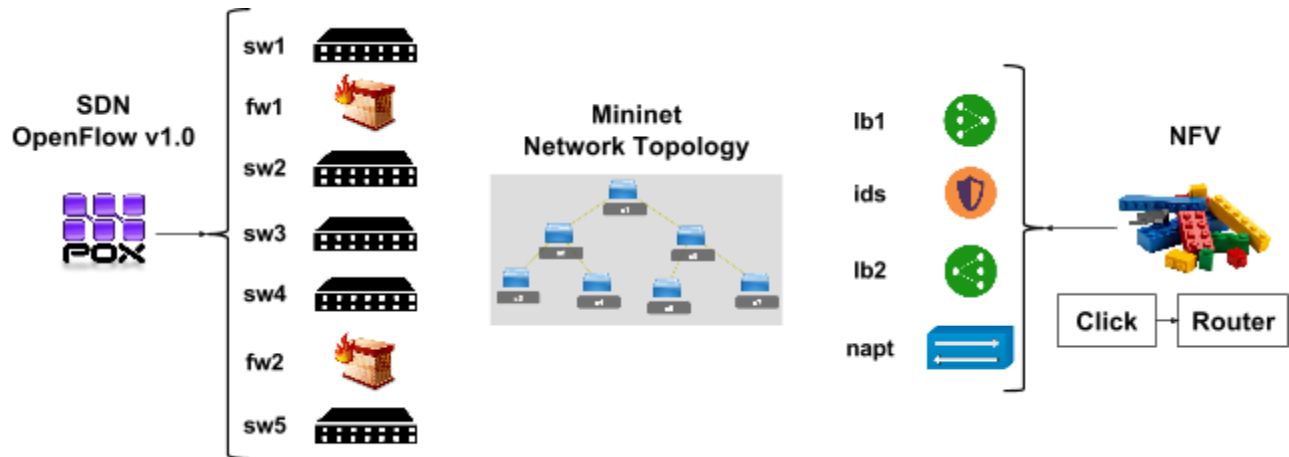 SDN
OpenFlow v1.0
POX
sw1
fw1
sw2
sw3
sw4
fw2
sw5
Mininet
Network Topology
lb1
ids
lb2
napt
NFV
Click
Router